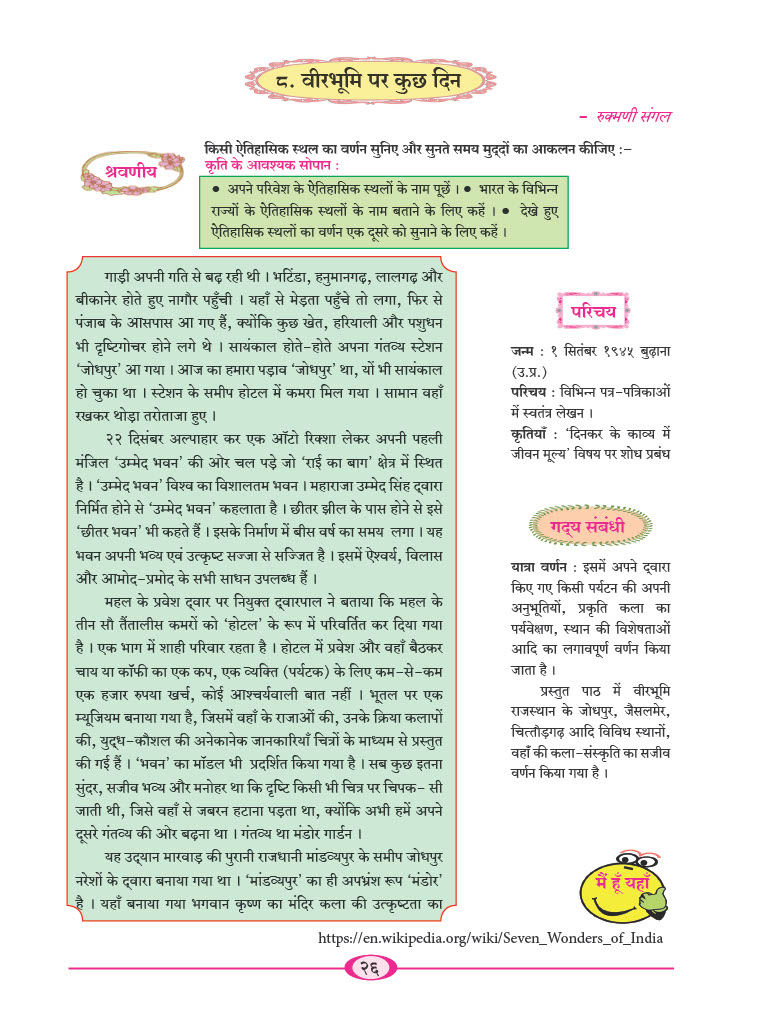 ८. वीरभूमि पर कुछ दिन
– रुक्मणी संगल
श्रवणीय
किसी ऐतिहासिक स्थल का वर्णन सुनिए और सुनते समय मुद्दों का आकलन कीजिए :–
कृति के आवश्यक सोपान :
● अपने परिवेश के ऐतिहासिक स्थलों के नाम पूछें । ● भारत के विभिन्न
राज्यों के ऐतिहासिक स्थलों के नाम बताने के लिए कहें । ● देखे हुए
ऐतिहासिक स्थलों का वर्णन एक दूसरे को सुनाने के लिए कहें ।
गाड़ी अपनी गति से बढ़ रही थी । भटिंडा, हनुमानगढ़, लालगढ़ और
बीकानेर होते हुए नागौर पहुँची । यहाँ से मेड़ता पहुँचे तो लगा, फिर से
पंजाब के आसपास आ गए हैं, क्योंकि कुछ खेत, हरियाली और पशुधन
भी दृष्टिगोचर होने लगे थे । सायंकाल होते–होते अपना गंतव्य स्टेशन
‘जोधपुर’ आ गया । आज का हमारा पड़ाव ‘जोधपुर’ था, यों भी सायंकाल
हो चुका था । स्टेशन के समीप होटल में कमरा मिल गया । सामान वहाँ
रखकर थोड़ा तरोताजा हुए ।
२२ दिसंबर अल्पाहार कर एक ऑटो रिक्शा लेकर अपनी पहली
मंजिल ‘उम्मेद भवन’ की ओर चल पड़े जो ‘राई का बाग’ क्षेत्र में स्थित
है । ‘उम्मेद भवन’ विश्व का विशालतम भवन । महाराजा उम्मेद सिंह द्वारा
निर्मित होने से ‘उम्मेद भवन’ कहलाता है । छीतर झील के पास होने से इसे
‘छीतर भवन’ भी कहते हैं । इसके निर्माण में बीस वर्ष का समय लगा । यह
भवन अपनी भव्य एवं उत्कृष्ट सज्जा से सज्जित है । इसमें ऐश्वर्य, विलास
और आमोद–प्रमोद के सभी साधन उपलब्ध हैं ।
महल के प्रवेश द्वार पर नियुक्त द्वारपाल ने बताया कि महल के
तीन सौ तैंतालीस कमरों को ‘होटल’ के रूप में परिवर्तित कर दिया गया
है । एक भाग में शाही परिवार रहता है । होटल में प्रवेश और वहाँ बैठकर
चाय या कॉफी का एक कप, एक व्यक्ति (पर्यटक) के लिए कम–से–कम
एक हजार रुपया खर्च, कोई आश्चर्यवाली बात नहीं । भूतल पर एक
म्यूजियम बनाया गया है, जिसमें वहाँ के राजाओं की, उनके क्रिया कलापों
की, युद्ध–कौशल की अनेकानेक जानकारियाँ चित्रों के माध्यम से प्रस्तुत
की गई हैं । ‘भवन’ का मॉडल भी प्रदर्शित किया गया है । सब कुछ इतना
सुंदर, सजीव भव्य और मनोहर था कि दृष्टि किसी भी चित्र पर चिपक– सी
जाती थी, जिसे वहाँ से जबरन हटाना पड़ता था, क्योंकि अभी हमें अपने
दूसरे गंतव्य की ओर बढ़ना था । गंतव्य था मंडोर गार्डन ।
यह उद्यान मारवाड़ की पुरानी राजधानी मांडव्यपुर के समीप जोधपुर
नरेशों के द्वारा बनाया गया था । ‘मांडव्यपुर’ का ही अपभ्रंश रूप ‘मंडोर’
है । यहाँ बनाया गया भगवान कृष्ण का मंदिर कला की उत्कृष्टता का
परिचय
जन्म : १ सितंबर १९४५ बुढ़ाना
(उ.प्र.)
परिचय : विभिन्न पत्र–पत्रिकाओं
में स्वतंत्र लेखन ।
कृतियाँ : ‘दिनकर के काव्य में
जीवन मूल्य’ विषय पर शोध प्रबंध
गद्य संबंधी
यात्रा वर्णन : इसमें अपने द्वारा
किए गए किसी पर्यटन की अपनी
अनुभूतियों, प्रकृति कला का
पर्यवेक्षण, स्थान की विशेषताओं
आदि का लगावपूर्ण वर्णन किया
जाता है ।
प्रस्तुत पाठ में वीरभूमि
राजस्थान के जोधपुर, जैसलमेर,
चित्तौड़गढ़ आदि विविध स्थानों,
वहाँ की कला–संस्कृति का सजीव
वर्णन किया गया है ।
मैं हूँ यहाँ
https://en.wikipedia.org/wiki/Seven_Wonders_of_India
२६